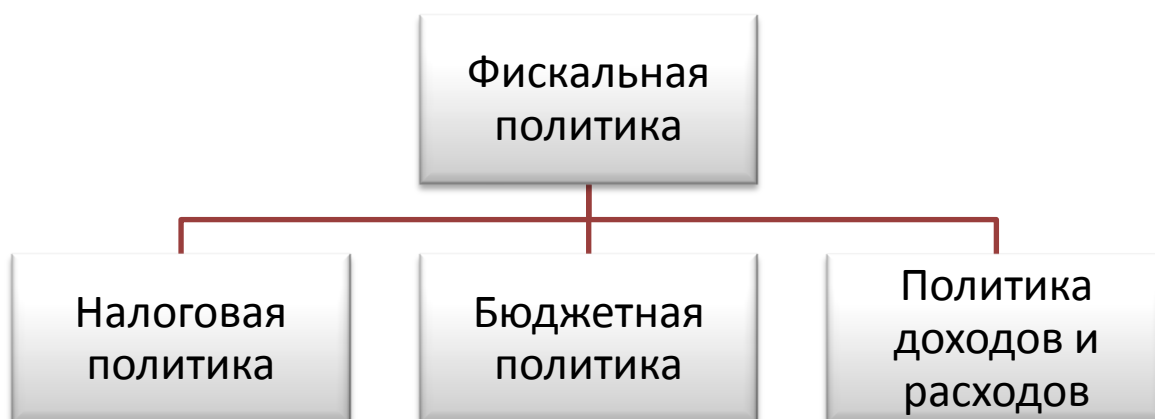 Фискальная
политика
Налоговая
политика
Бюджетная
политика
Политика
доходов и
расходов